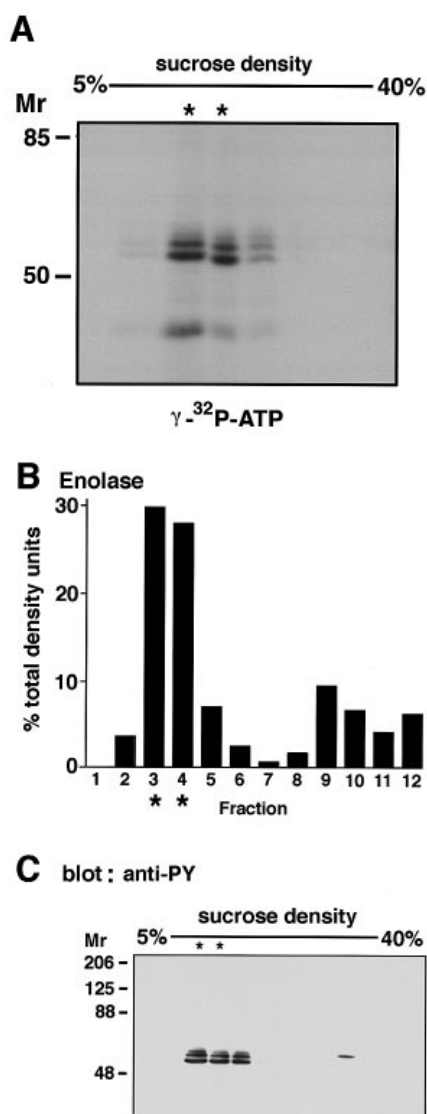 A
sucrose density
5% 40%
Mr * *
85
50
γ-³²P-ATP
B Enolase
% total density units
30
20
10
0
1 2 3 4 5 6 7 8 9 10 11 12
* *
Fraction
C blot : anti-PY
sucrose density
Mr 5% * * 40%
206
125
88
48